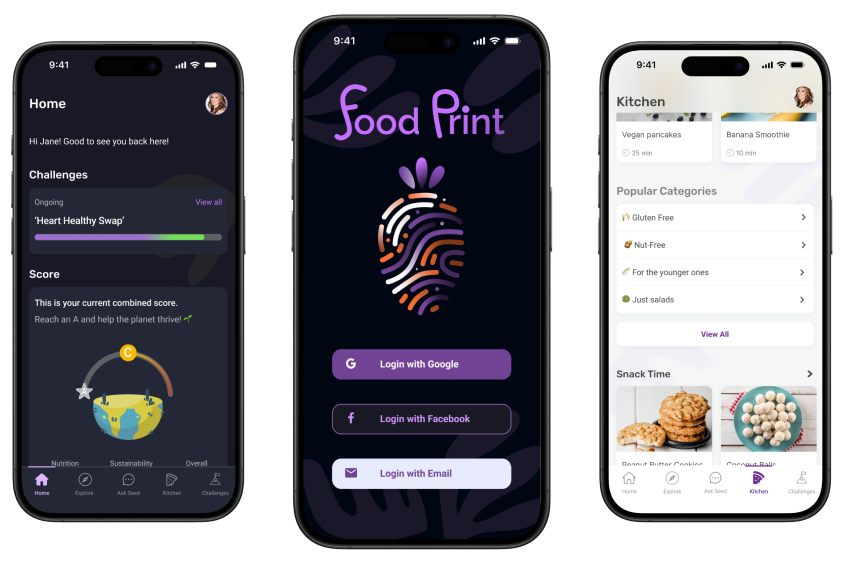 9:41
Home
Hi Jane! Good to see you back here!
Challenges
Ongoing View all
‘Heart Healthy Swap’
Score
This is your current combined score.
Reach an A and help the planet thrive!
C
Nutrition Sustainability Overall
Home Explore Ask Seed Kitchen Challenges
9:41
Food Print
G Login with Google
f Login with Facebook
Login with Email
9:41
Kitchen
Vegan pancakes Banana Smoothie
25 min 10 min
Popular Categories
Gluten Free
Nut-Free
For the younger ones
Just salads
View All
Snack Time
Peanut Butter Cookies Coconut Balls
Home Explore Ask Seed Kitchen Challenges